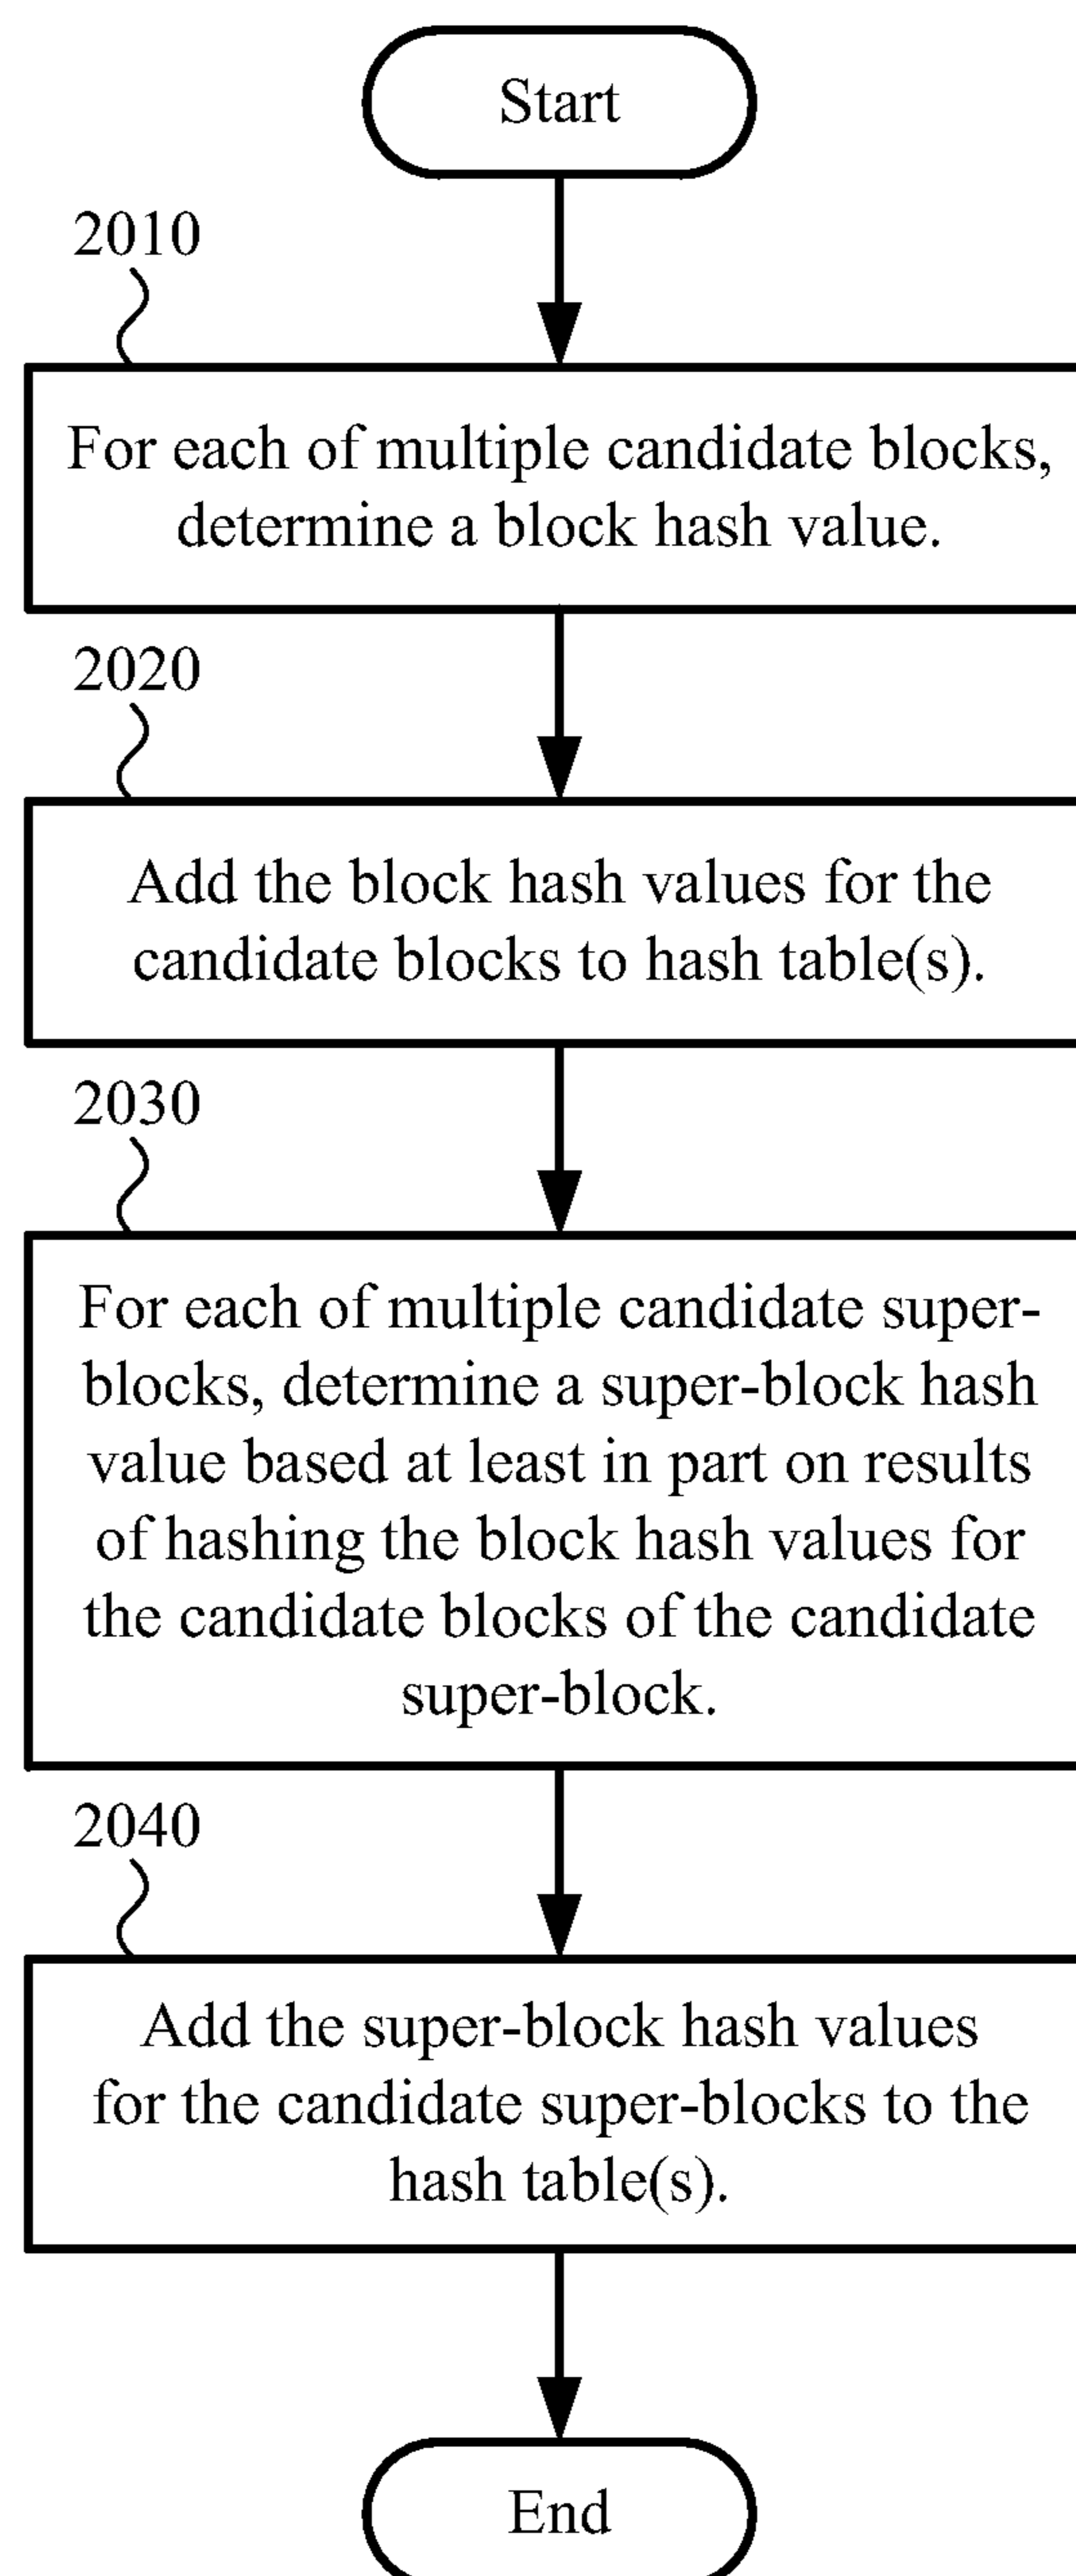 Start
2010
For each of multiple candidate blocks,
determine a block hash value.
2020
Add the block hash values for the
candidate blocks to hash table(s).
2030
For each of multiple candidate super-
blocks, determine a super-block hash
value based at least in part on results
of hashing the block hash values for
the candidate blocks of the candidate
super-block.
2040
Add the super-block hash values
for the candidate super-blocks to the
hash table(s).
End